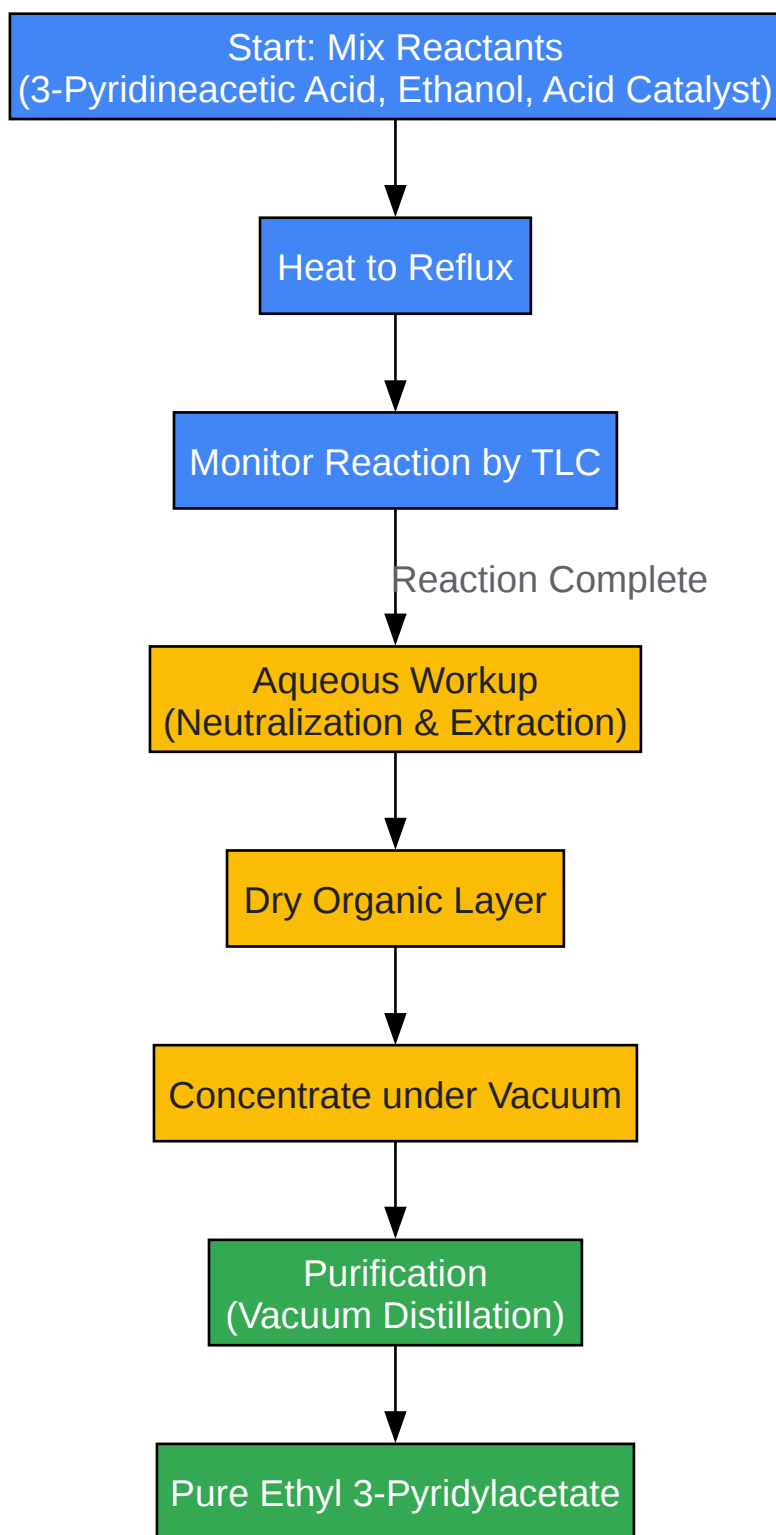 Start: Mix Reactants
(3-Pyridineacetic Acid, Ethanol, Acid Catalyst)
Heat to Reflux
Monitor Reaction by TLC
Reaction Complete
Aqueous Workup
(Neutralization & Extraction)
Dry Organic Layer
Concentrate under Vacuum
Purification
(Vacuum Distillation)
Pure Ethyl 3-Pyridylacetate